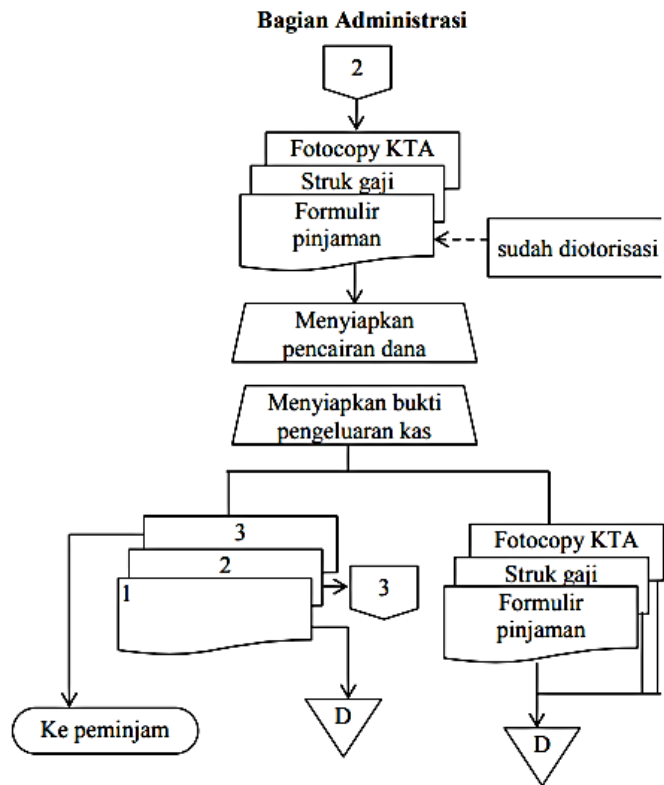 Bagian Administrasi
2
Fotocopy KTA
Struk gaji
Formulir
pinjaman
sudah diotorisasi
Menyiapkan
pencairan dana
Menyiapkan bukti
pengeluaran kas
3
2
1
3
Fotocopy KTA
Struk gaji
Formulir
pinjaman
Ke peminjam
D
D